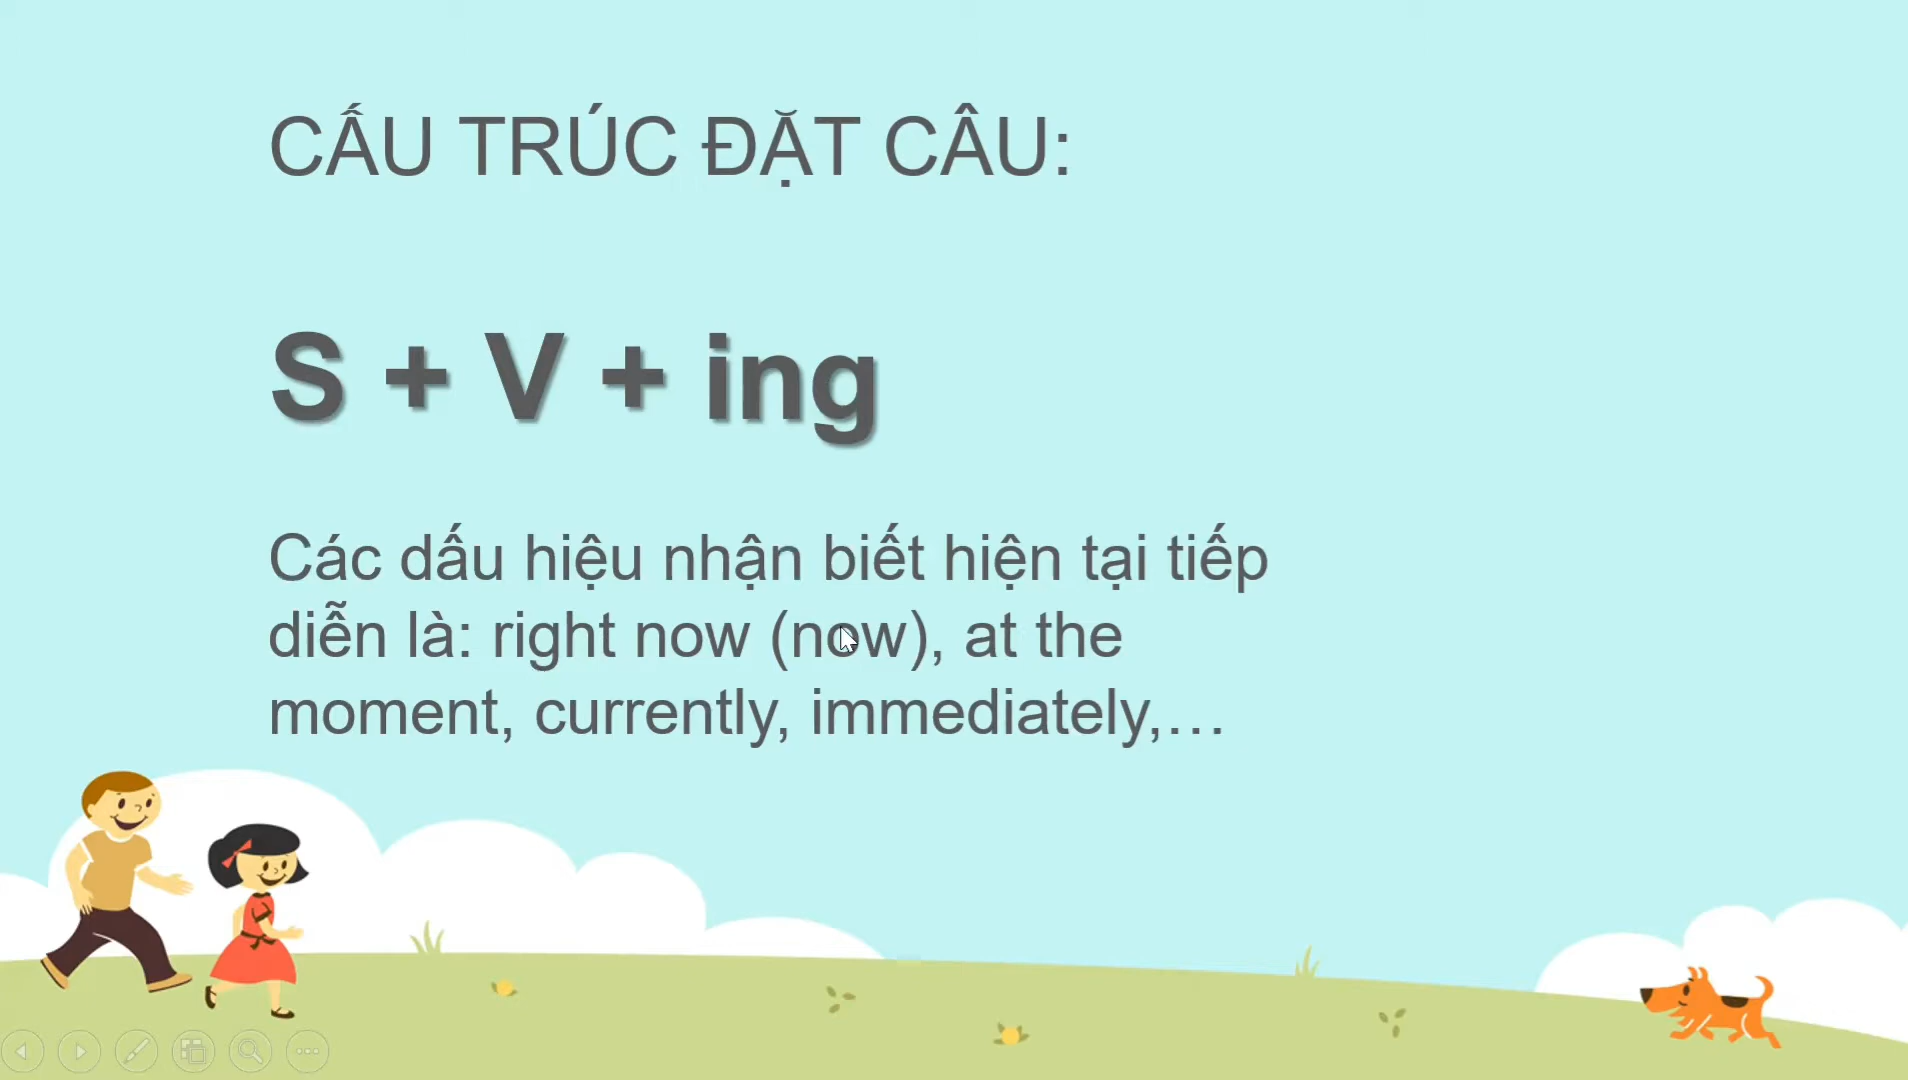 CẤU TRÚC ĐẶT CÂU:
S + V + ing
Các dấu hiệu nhận biết hiện tại tiếp
diễn là: right now (now), at the
moment, currently, immediately,…